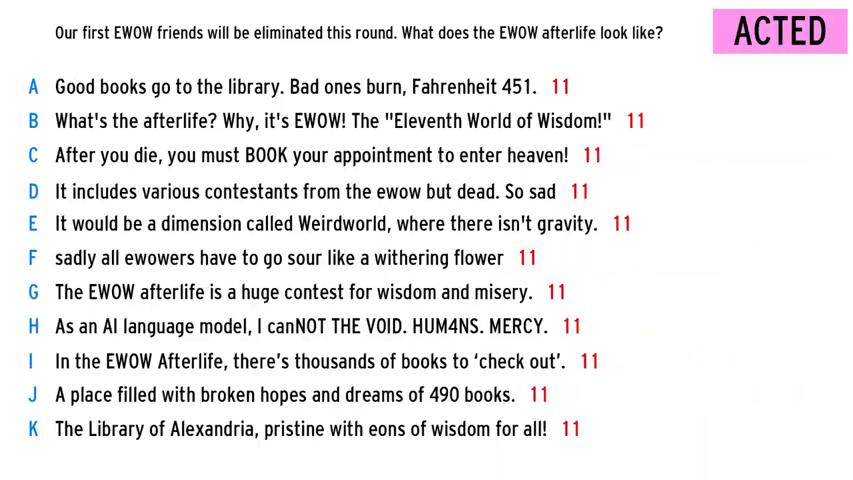 Our first EWOW friends will be eliminated this round. What does the EWOW afterlife look like?
ACTED
A Good books go to the library. Bad ones burn, Fahrenheit 451. 11
B What's the afterlife? Why, it's EWOW! The "Eleventh World of Wisdom!" 11
C After you die, you must BOOK your appointment to enter heaven! 11
D It includes various contestants from the ewow but dead. So sad 11
E It would be a dimension called Weirdworld, where there isn't gravity. 11
F sadly all ewowers have to go sour like a withering flower 11
G The EWOW afterlife is a huge contest for wisdom and misery. 11
H As an AI language model, I canNOT THE VOID. HUM4NS. MERCY. 11
I In the EWOW Afterlife, there's thousands of books to ‘check out’. 11
J A place filled with broken hopes and dreams of 490 books. 11
K The Library of Alexandria, pristine with eons of wisdom for all! 11